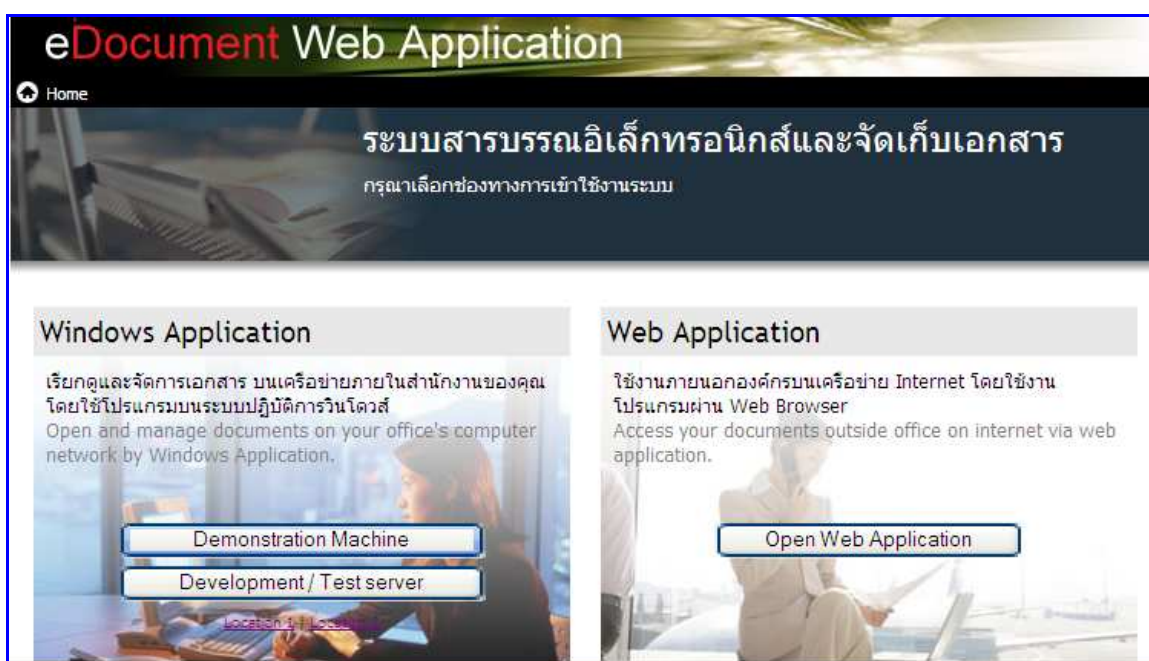 eDocument Web Application
Home
ระบบสารบรรณอิเล็กทรอนิกส์และจัดเก็บเอกสาร
กรุณาเลือกช่องทางการเข้าใช้งานระบบ
Windows Application
เรียกดูและจัดการเอกสาร บนเครือข่ายภายในสำนักงานของคุณ
โดยใช้โปรแกรมบนระบบปฏิบัติการวินโดวส์
Open and manage documents on your office's computer
network by Windows Application.
Demonstration Machine
Development / Test server
Location 1 |
Web Application
ใช้งานภายนอกองค์กรบนเครือข่าย Internet โดยใช้งาน
โปรแกรมผ่าน Web Browser
Access your documents outside office on internet via web
application.
Open Web Application